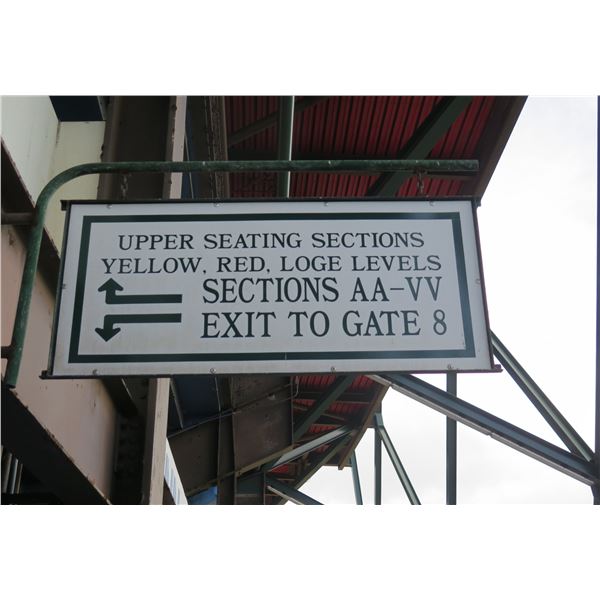 UPPER SEATING SECTIONS
YELLOW, RED, LOGE LEVELS
SECTIONS AA-VV
EXIT TO GATE 8